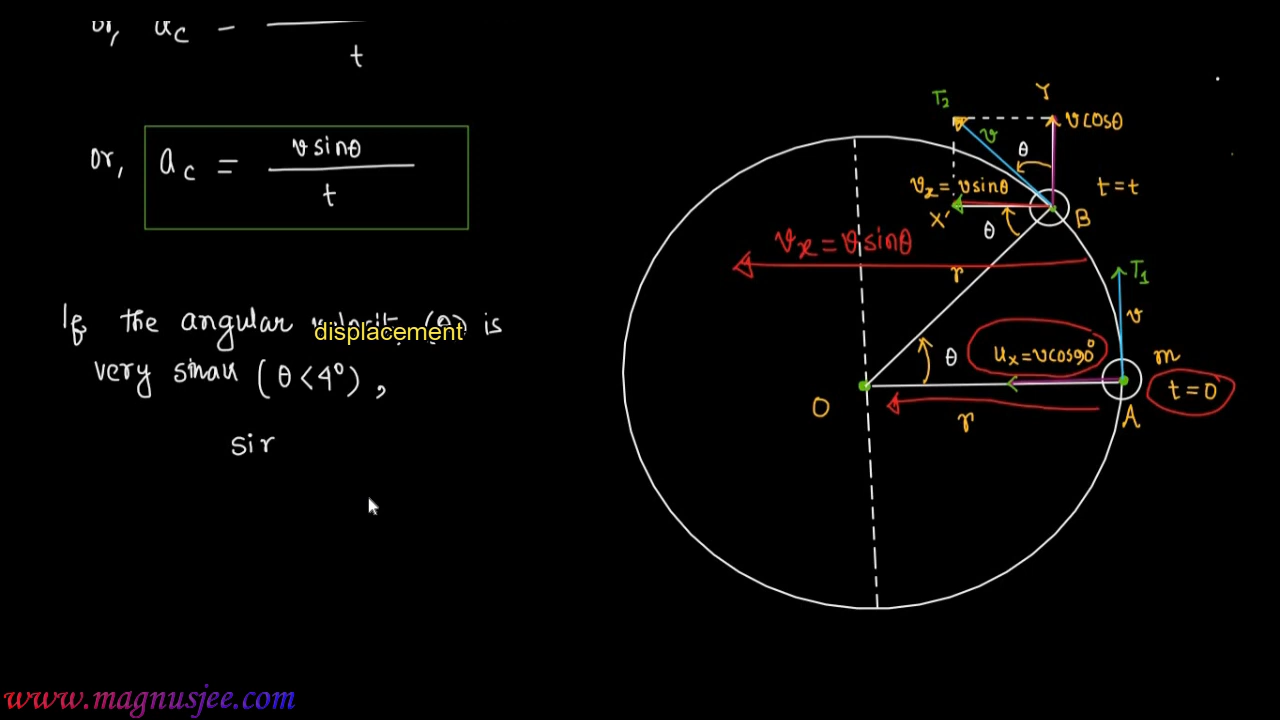 t
or, a_c = v sinθ / t
If the angular displacement (θ) is
very small (θ < 4°) ,
sin
T₂
Y
v cosθ
v
θ
t = t
vₓ = v sinθ
X'
B
θ
vₓ = v sinθ
T₁
r
v
θ
uₓ = v cos90°
m
t = 0
O
r
A
www.magnusjee.com